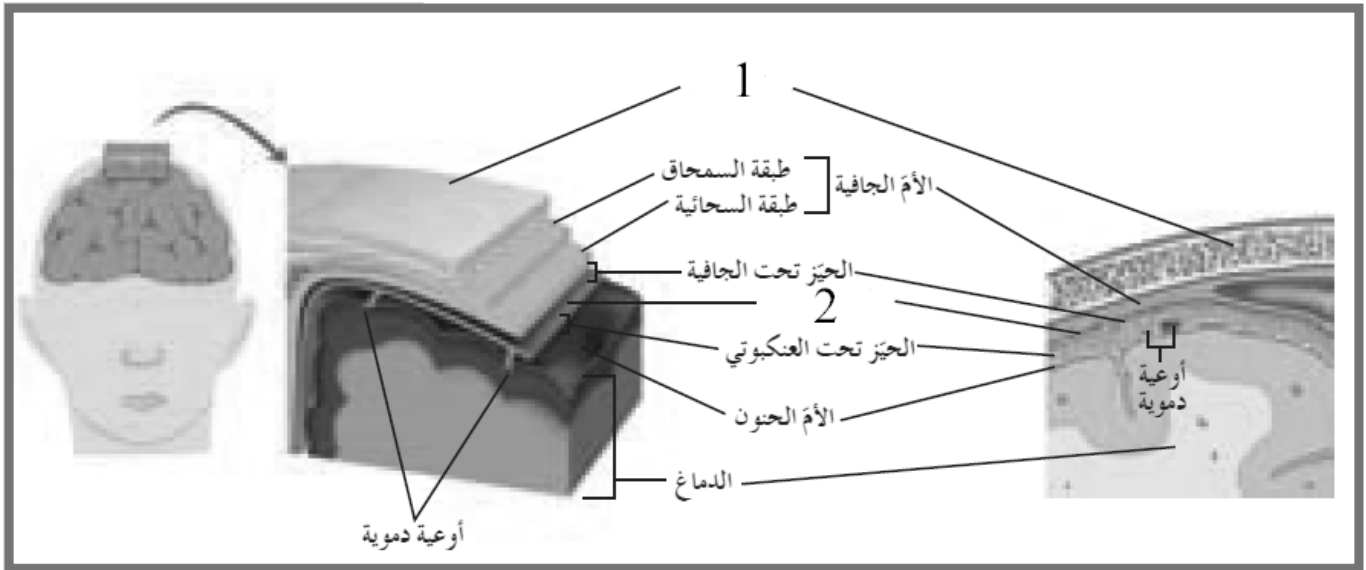 1
طبقة السمحاق
الأمّ الجافية
طبقة السحائية
الحيّز تحت الجافية
2
الحيّز تحت العنكبوتي
أوعية
دموية
الأمّ الحنون
الدماغ
أوعية دموية